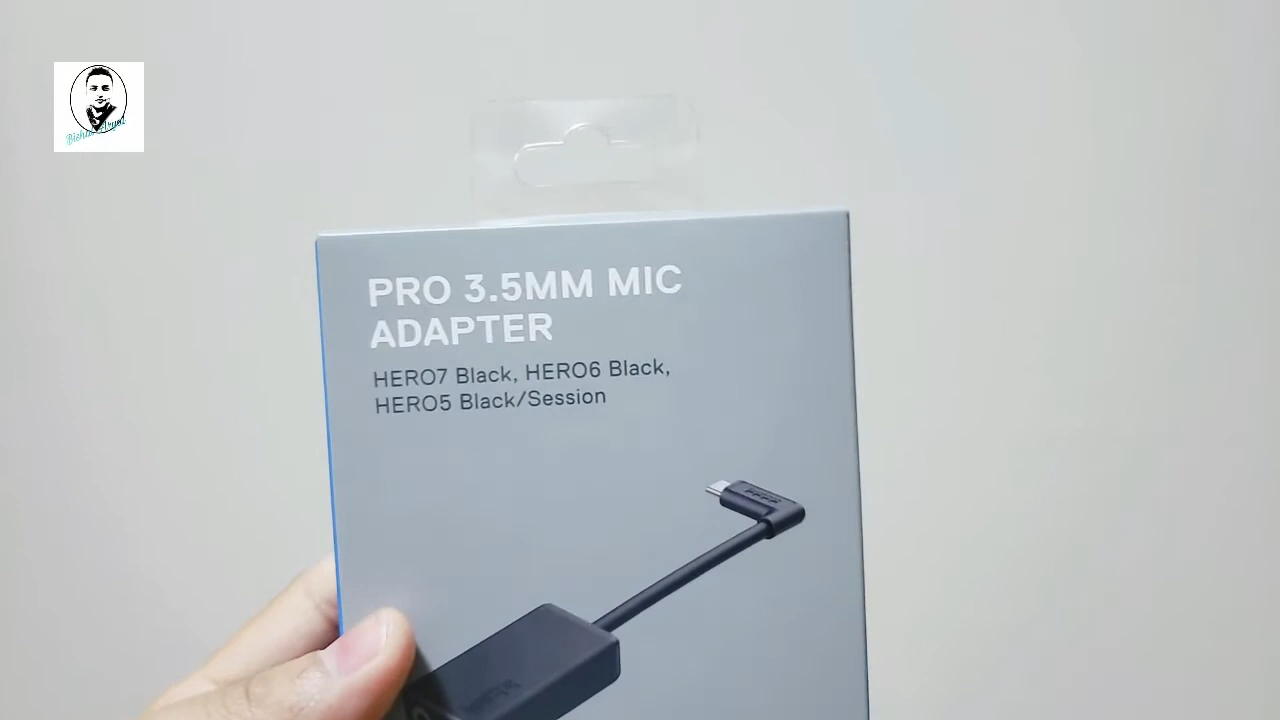 PRO 3.5MM MIC
ADAPTER
HERO7 Black, HERO6 Black,
HERO5 Black/Session